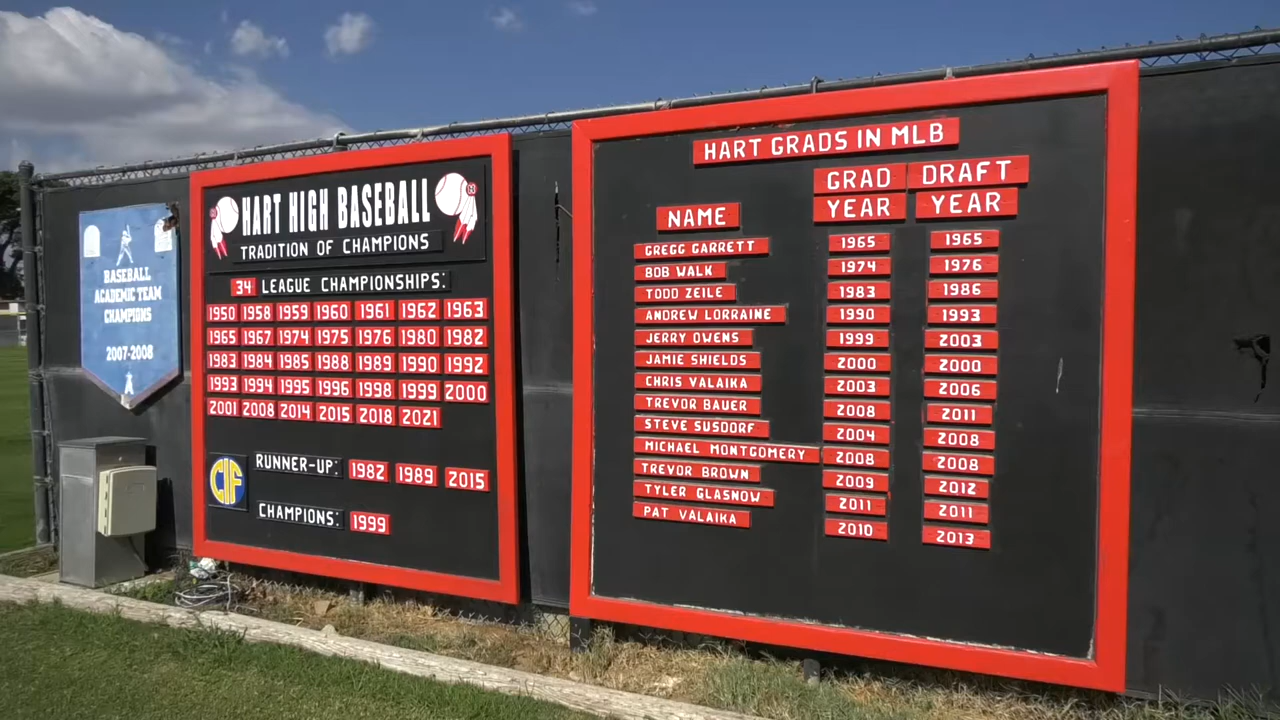 BASEBALL
ACADEMIC TEAM
CHAMPIONS
2007-2008
HART HIGH BASEBALL
TRADITION OF CHAMPIONS
34 LEAGUE CHAMPIONSHIPS:
1950 1958 1959 1960 1961 1962 1963
1965 1967 1974 1975 1976 1980 1982
1983 1984 1985 1988 1989 1990 1992
1993 1994 1995 1996 1998 1999 2000
2001 2008 2014 2015 2018 2021
CIF
RUNNER-UP: 1982 1989 2015
CHAMPIONS: 1999
HART GRADS IN MLB
NAME GRAD YEAR DRAFT YEAR
GREGG GARRETT 1965 1965
BOB WALK 1974 1976
TODD ZEILE 1983 1986
ANDREW LORRAINE 1990 1993
JERRY OWENS 1999 2003
JAMIE SHIELDS 2000 2000
CHRIS VALAIKA 2003 2006
TREVOR BAUER 2008 2011
STEVE SUSDORF 2004 2008
MICHAEL MONTGOMERY 2008 2008
TREVOR BROWN 2009 2012
TYLER GLASNOW 2011 2011
PAT VALAIKA 2010 2013